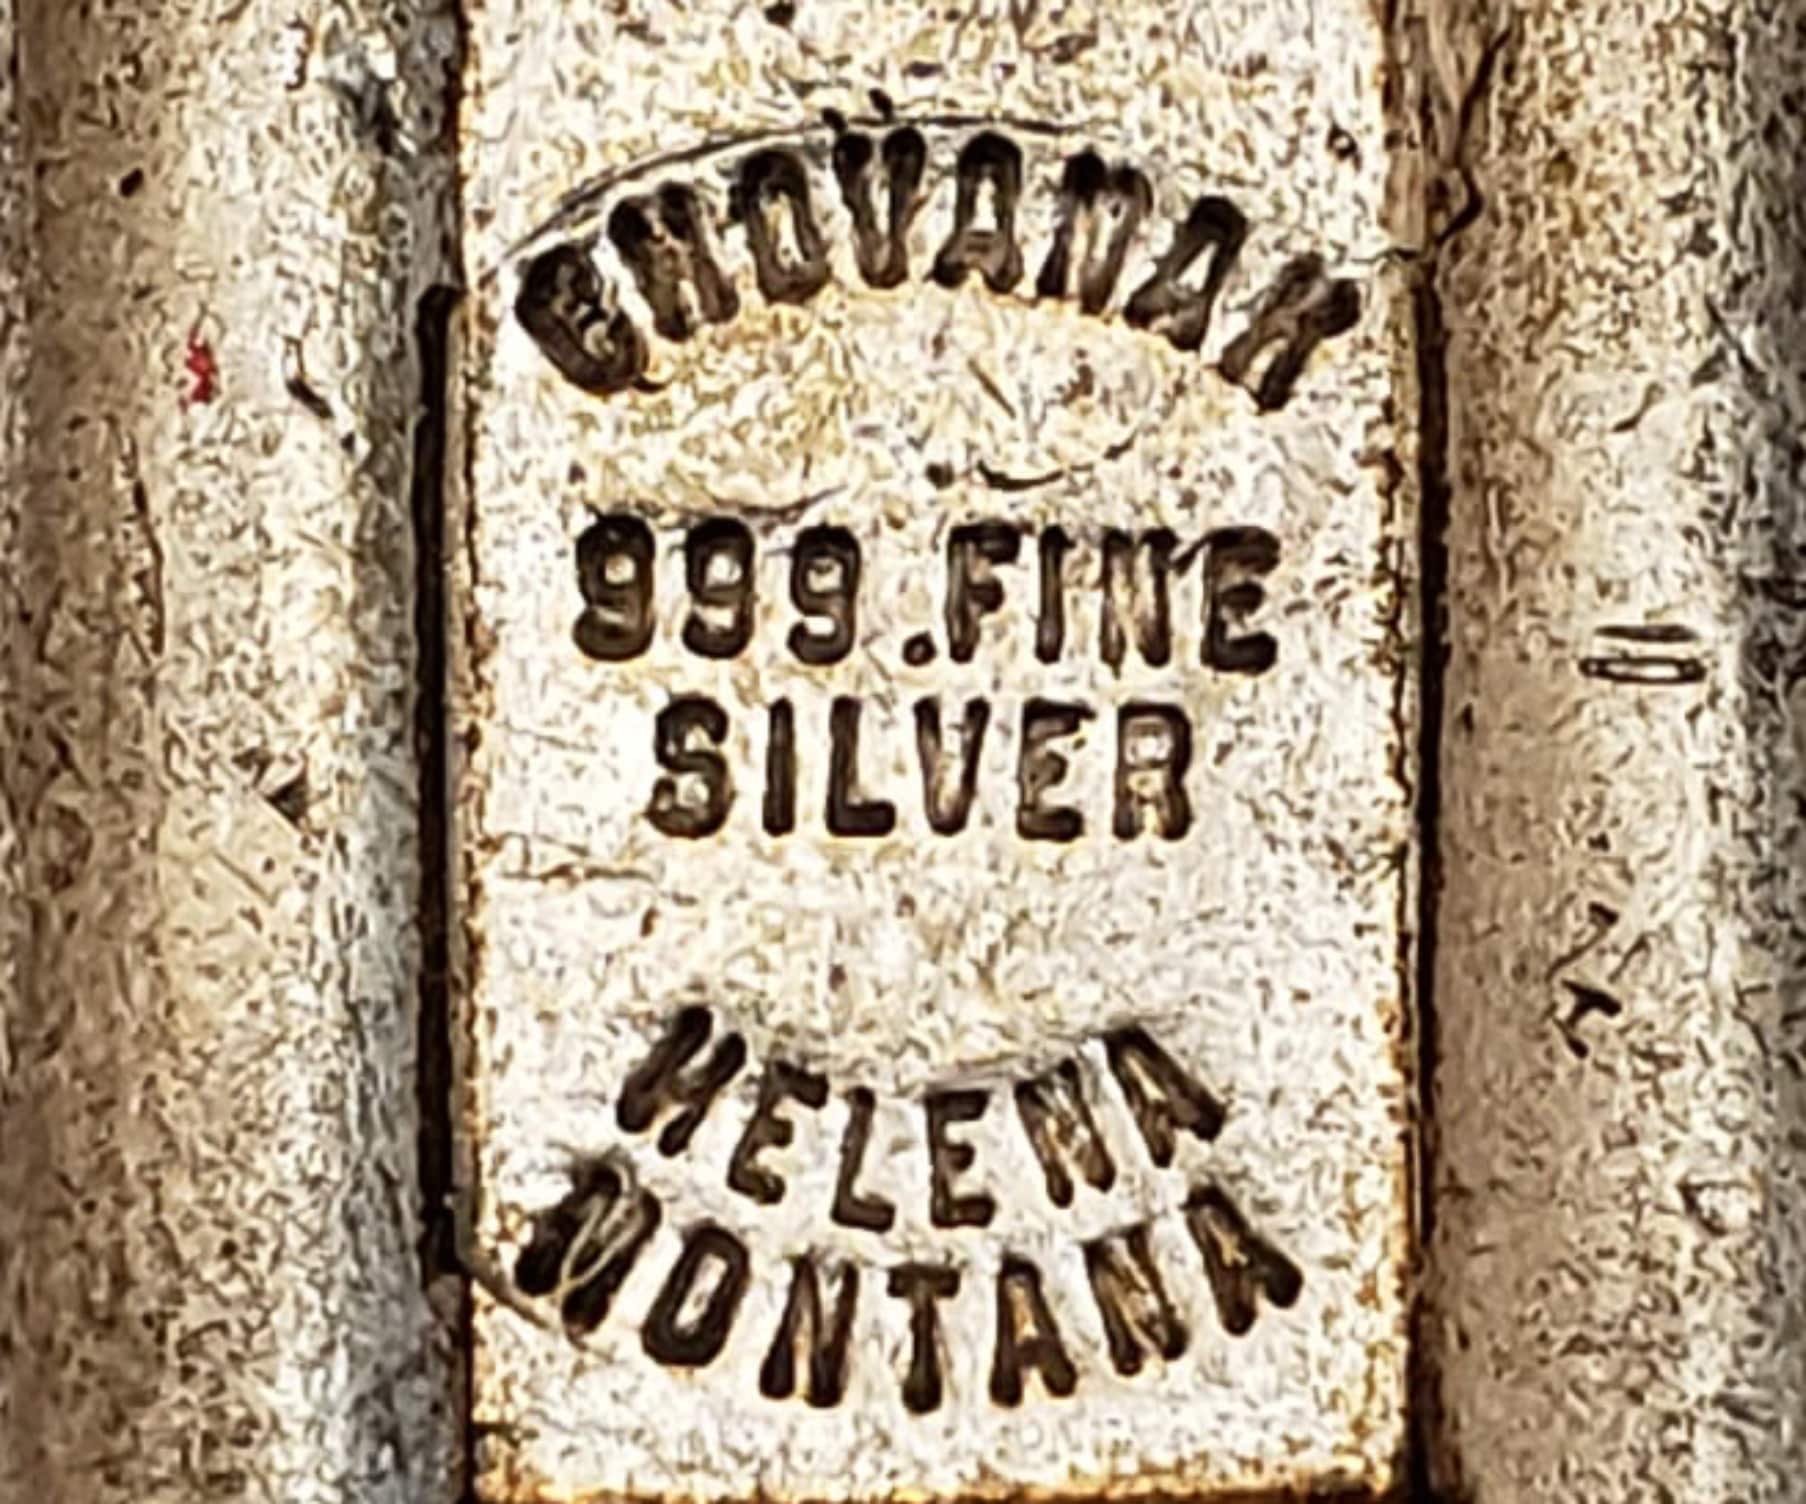 CHOVANAK
999 .FINE
SILVER
HELENA
MONTANA